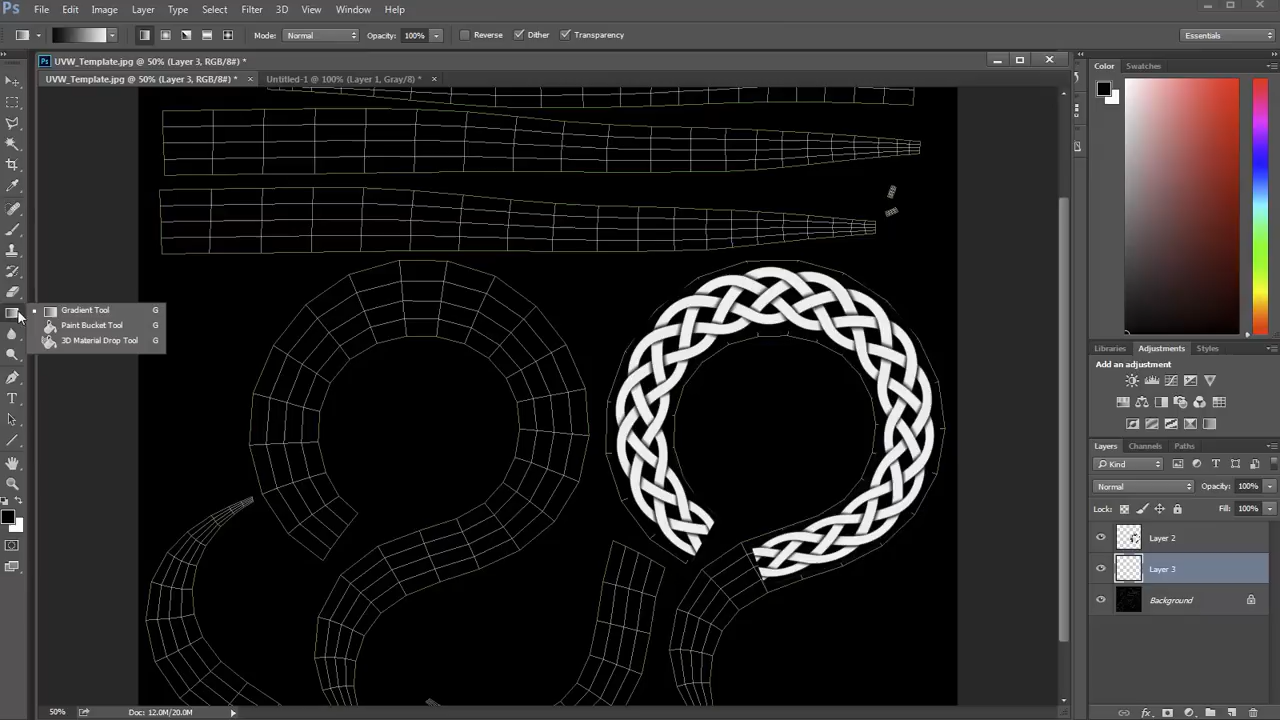 Ps File Edit Image Layer Type Select Filter 3D View Window Help
Reverse Dither Transparency Mode: Normal Opacity: 100% Essentials
UVW_Template.jpg @ 50% (Layer 3, RGB/8#) *
UVW_Template.jpg @ 50% (Layer 3, RGB/8#) * × Untitled-1 @ 100% (Layer 1, Gray/8) * ×
Color Swatches
Gradient Tool G
Paint Bucket Tool G
3D Material Drop Tool G
Libraries Adjustments Styles
Add an adjustment
Layers Channels Paths
Kind
Normal Opacity: 100%
Lock: Fill: 100%
Layer 2
Layer 3
Background
50% Doc: 12.0M/20.0M